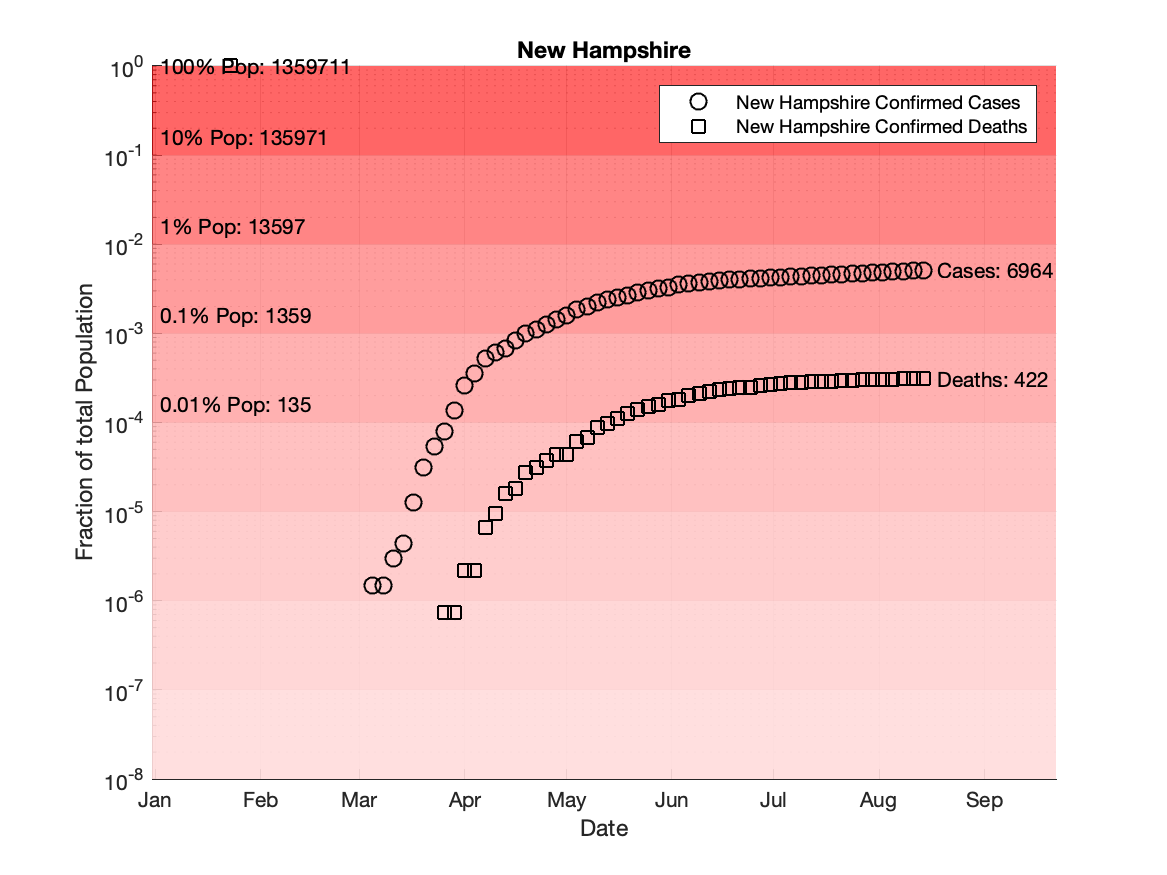 New Hampshire
10^0
100% Pop: 1359711
New Hampshire Confirmed Cases
New Hampshire Confirmed Deaths
10% Pop: 135971
10^-1
1% Pop: 13597
10^-2
Cases: 6964
0.1% Pop: 1359
10^-3
Deaths: 422
0.01% Pop: 135
10^-4
10^-5
10^-6
10^-7
10^-8
Fraction of total Population
Jan Feb Mar Apr May Jun Jul Aug Sep
Date